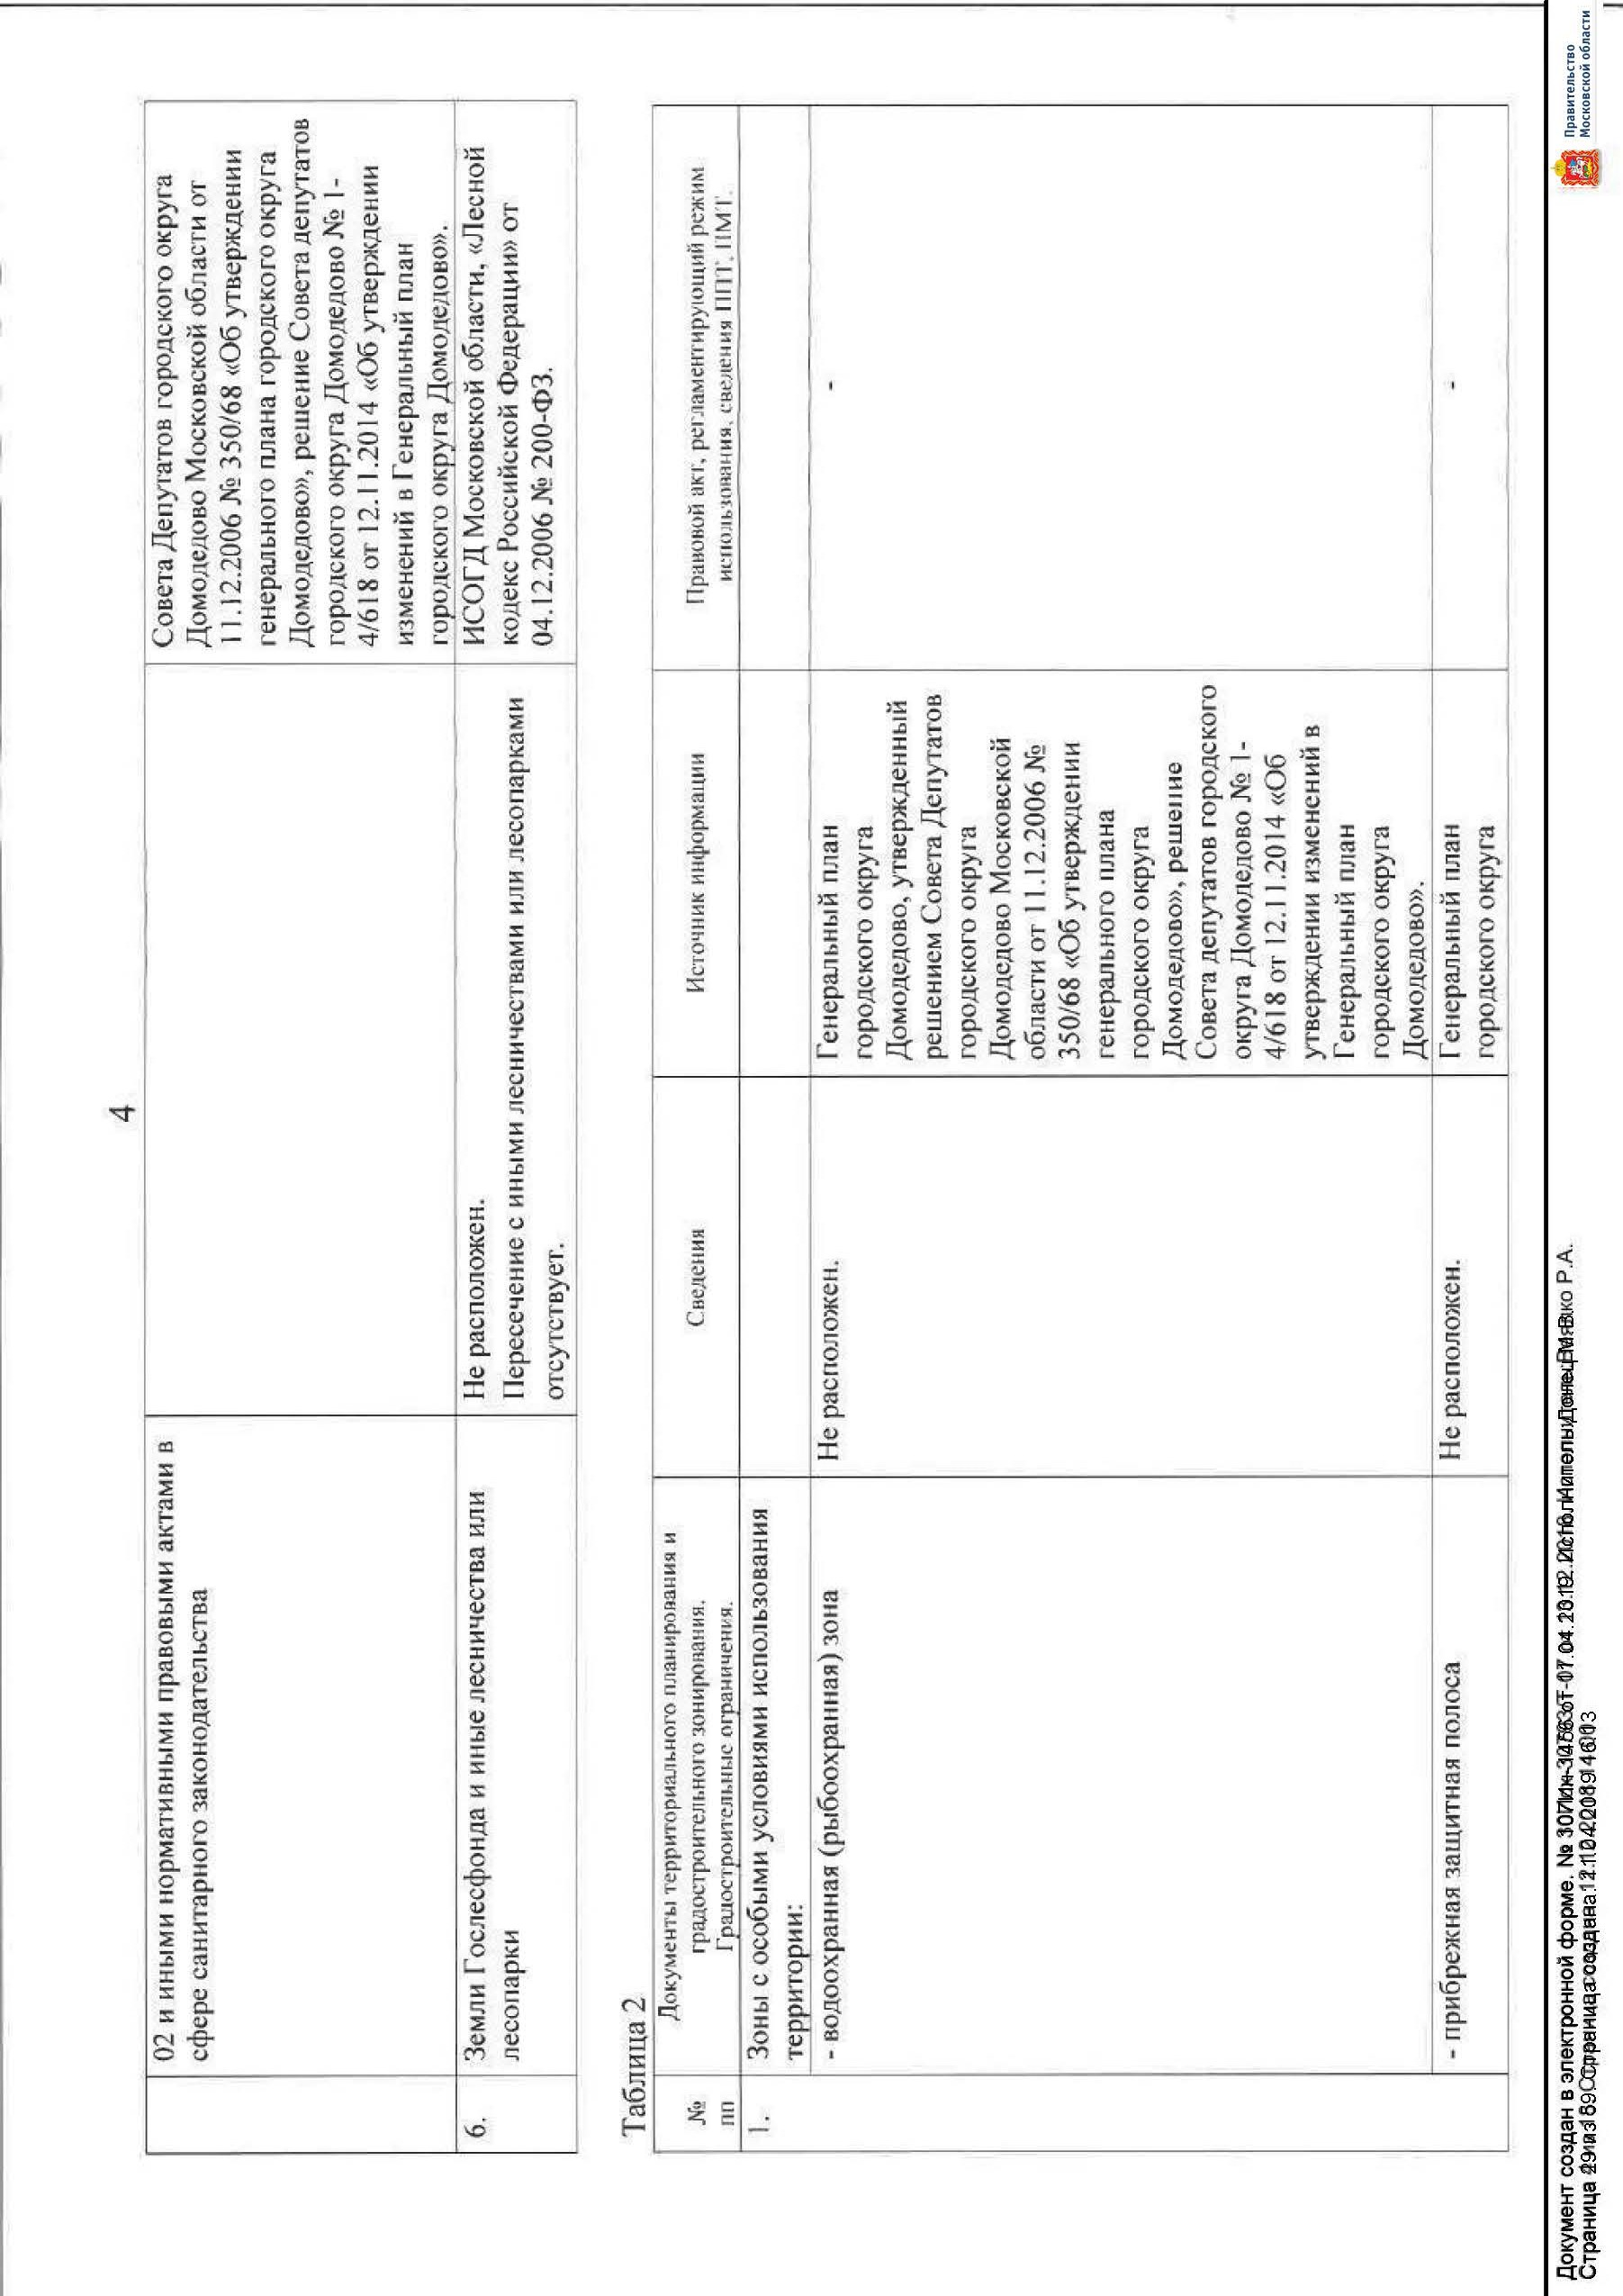 4
02 и иными нормативными правовыми актами в
сфере санитарного законодательства
Совета Депутатов городского округа
Домодедово Московской области от
11.12.2006 № 350/68 «Об утверждении
генерального плана городского округа
Домодедово», решение Совета депутатов
городского округа Домодедово № 1-
4/618 от 12.11.2014 «Об утверждении
изменений в Генеральный план
городского округа Домодедово».
6.
Земли Гослесфонда и иные лесничества или
лесопарки
Не расположен.
Пересечение с иными лесничествами или лесопарками
отсутствует.
ИСОГД Московской области, «Лесной
кодекс Российской Федерации» от
04.12.2006 № 200-ФЗ.
Таблица 2
№
пп
Документы территориального планирования и
градостроительного зонирования.
Градостроительные ограничения.
Сведения
Источник информации
Правовой акт, регламентирующий режим
использования, сведения ППТ, ПМТ.
1.
Зоны с особыми условиями использования
территории:
- водоохранная (рыбоохранная) зона
Не расположен.
Генеральный план
городского округа
Домодедово, утвержденный
решением Совета Депутатов
городского округа
Домодедово Московской
области от 11.12.2006 №
350/68 «Об утверждении
генерального плана
городского округа
Домодедово», решение
Совета депутатов городского
округа Домодедово № 1-
4/618 от 12.11.2014 «Об
утверждении изменений в
Генеральный план
городского округа
Домодедово».
-
- прибрежная защитная полоса
Не расположен.
Генеральный план
городского округа
-
Документ создан в электронной форме. №
Страница
Правительство
Московской области